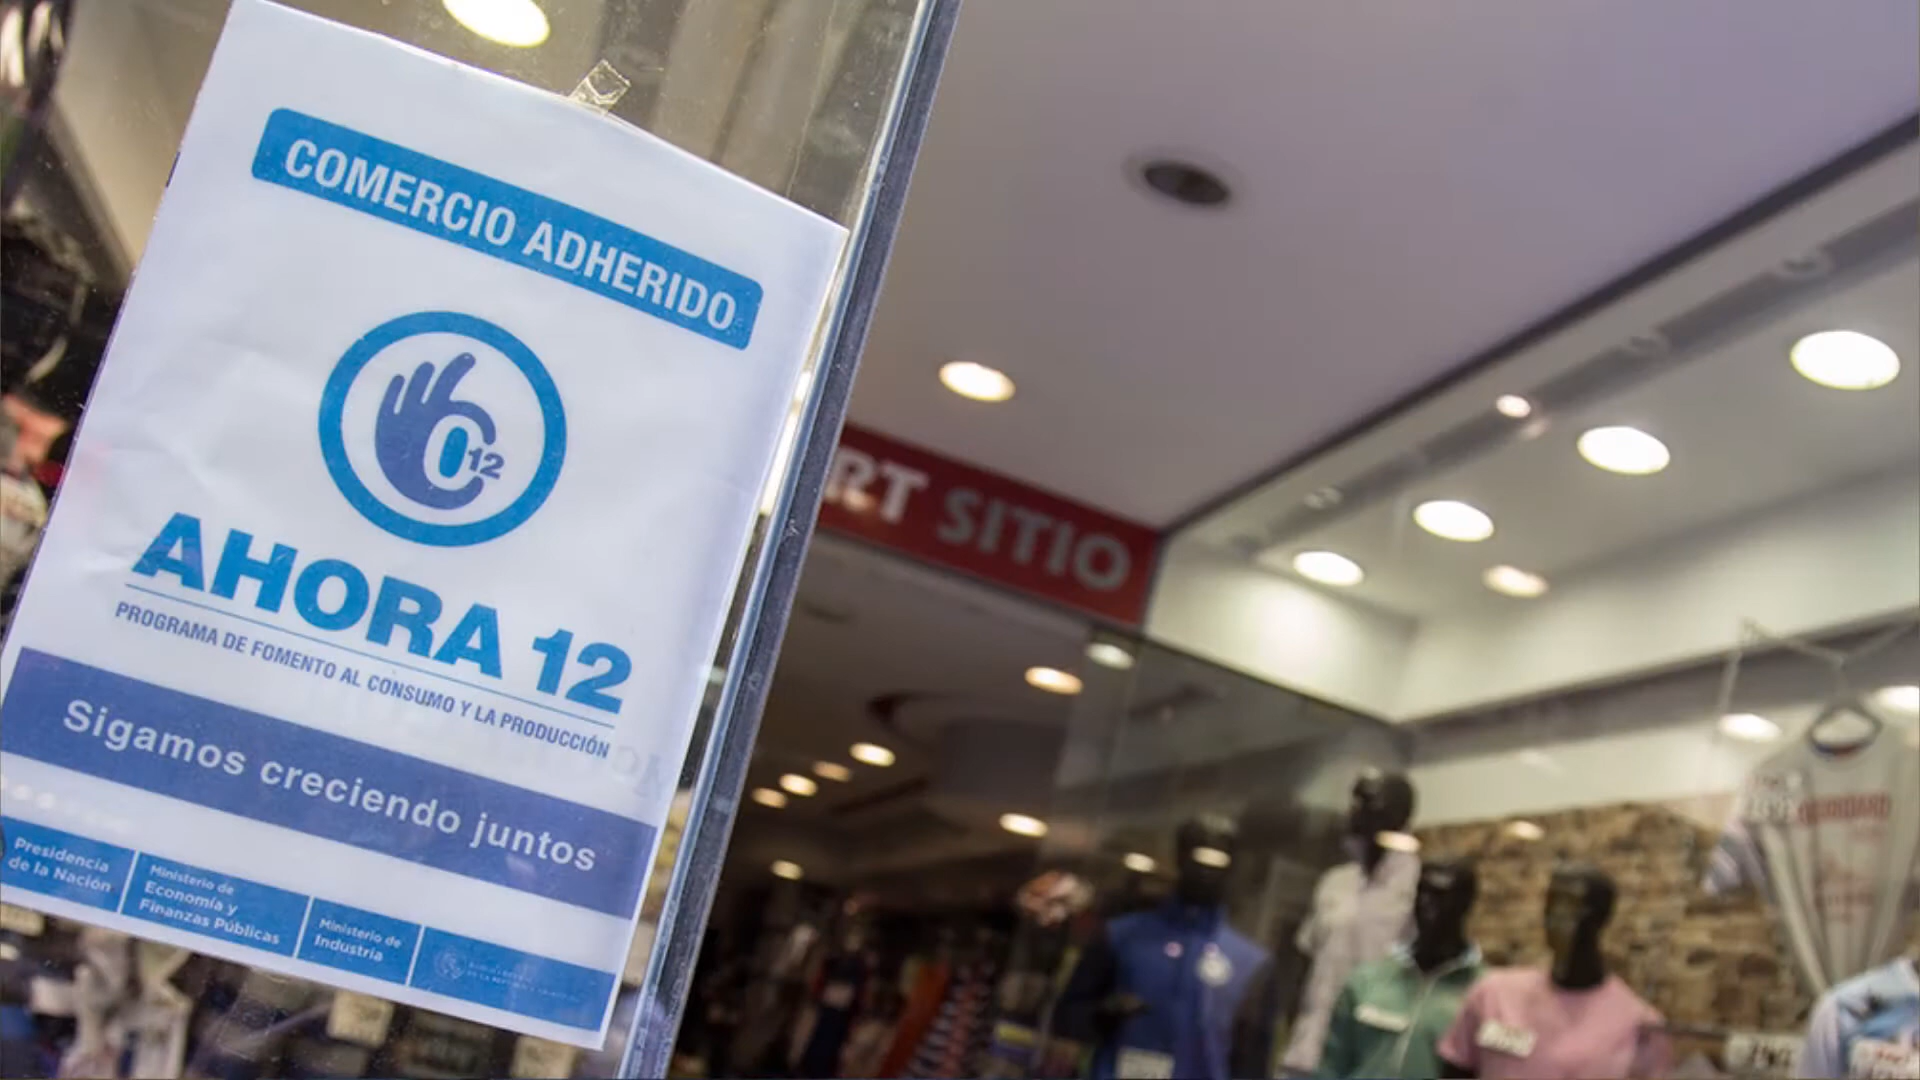 COMERCIO ADHERIDO
12
AHORA 12
PROGRAMA DE FOMENTO AL CONSUMO Y LA PRODUCCIÓN
Sigamos creciendo juntos
Presidencia
de la Nación
Ministerio de
Economía y
Finanzas Públicas
Ministerio de
Industria
RT SITIO